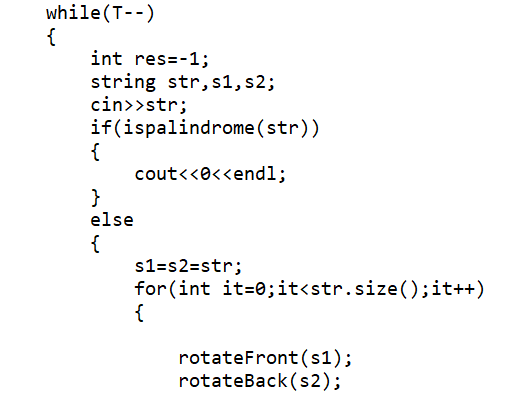 while(T--)
{
int res=-1;
string str,s1,s2;
cin>>str;
if(ispalindrome(str))
{
cout<<0<<endl;
}
else
{
s1=s2=str;
for(int it=0;it<str.size();it++)
{
rotateFront(s1);
rotateBack(s2);